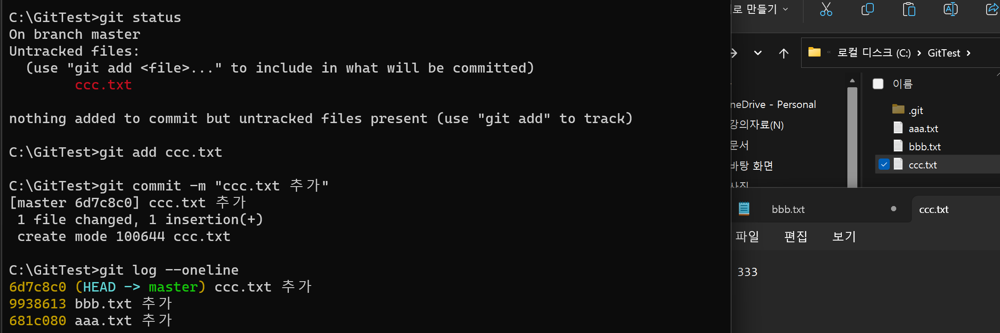 C:\GitTest>git status
On branch master
Untracked files:
  (use "git add <file>..." to include in what will be committed)
        ccc.txt
nothing added to commit but untracked files present (use "git add" to track)
C:\GitTest>git add ccc.txt
C:\GitTest>git commit -m "ccc.txt 추가"
[master 6d7c8c0] ccc.txt 추가
 1 file changed, 1 insertion(+)
 create mode 100644 ccc.txt
C:\GitTest>git log --oneline
6d7c8c0 (HEAD -> master) ccc.txt 추가
9938613 bbb.txt 추가
681c080 aaa.txt 추가
로 만들기
로컬 디스크 (C:) > GitTest >
이름
neDrive - Personal
강의자료(N)
문서
바탕 화면
사진
.git
aaa.txt
bbb.txt
ccc.txt
bbb.txt
ccc.txt
파일 편집 보기
333